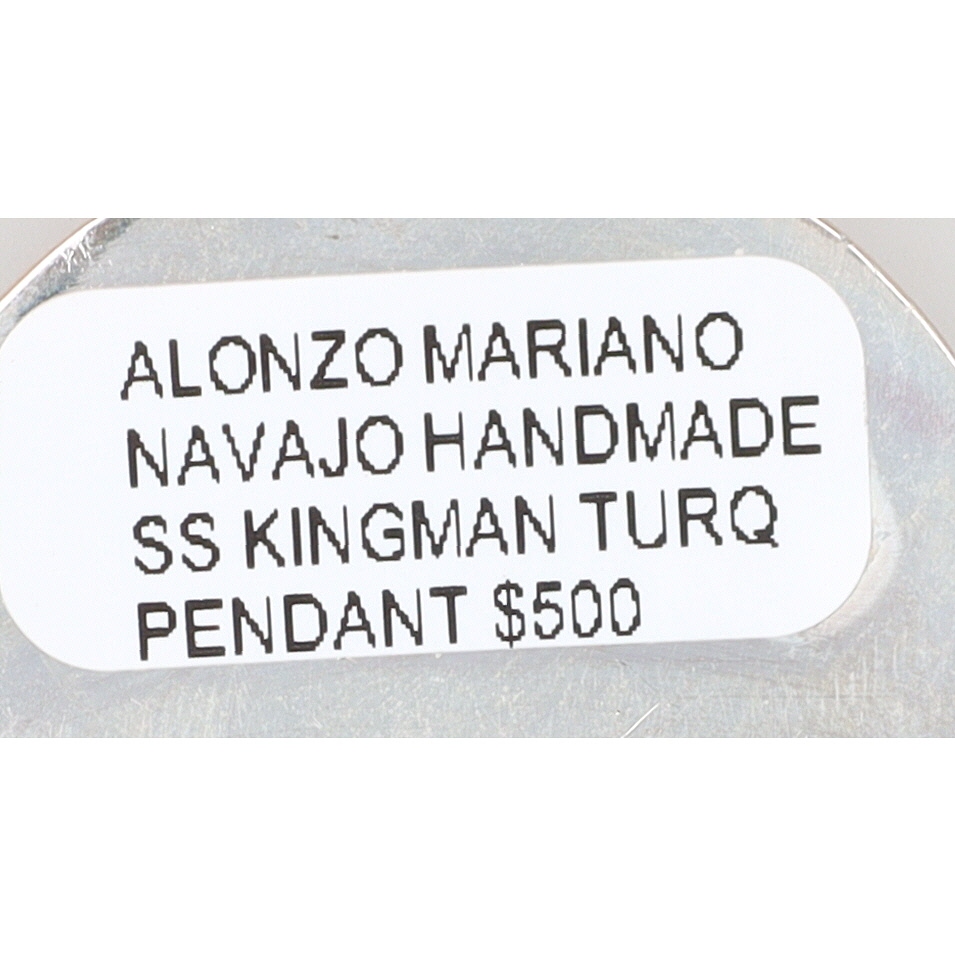 ALONZO MARIANO
NAVAJO HANDMADE
SS KINGMAN TURQ
PENDANT $500